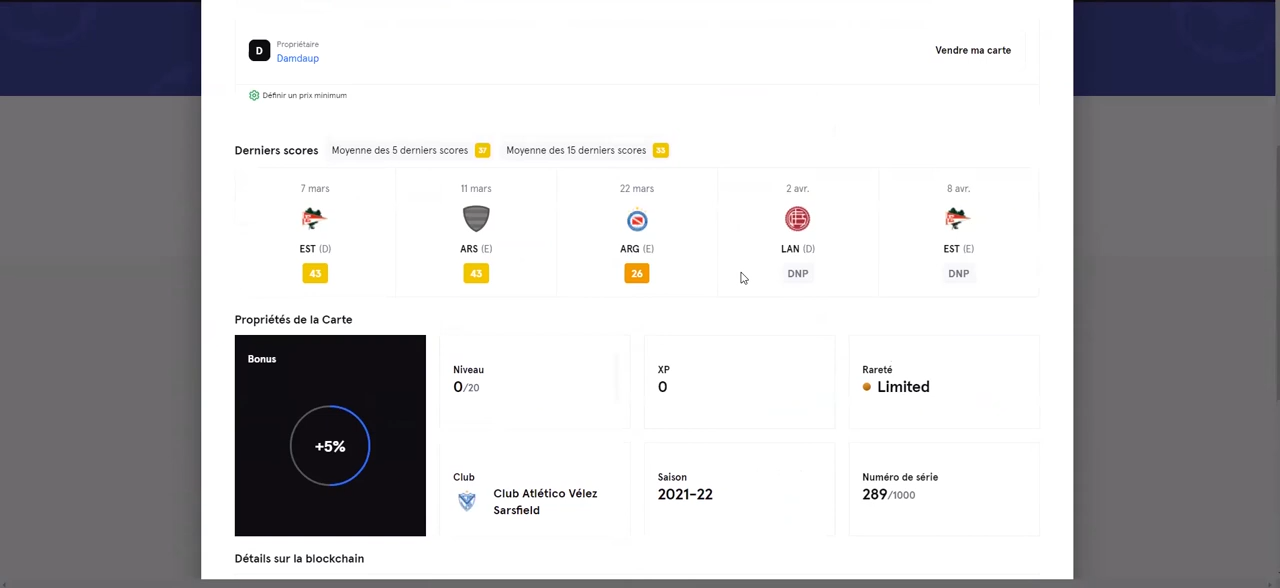 D
Propriétaire
Damdaup
Vendre ma carte
Définir un prix minimum
Derniers scores Moyenne des 5 derniers scores 37 Moyenne des 15 derniers scores 33
7 mars 11 mars 22 mars 2 avr. 8 avr.
EST (D) ARS (E) ARG (E) LAN (D) EST (E)
43 43 26 DNP DNP
Propriétés de la Carte
Bonus
+5%
Niveau
0/20
XP
0
Rareté
Limited
Club
Club Atlético Vélez
Sarsfield
Saison
2021-22
Numéro de série
289/1000
Détails sur la blockchain